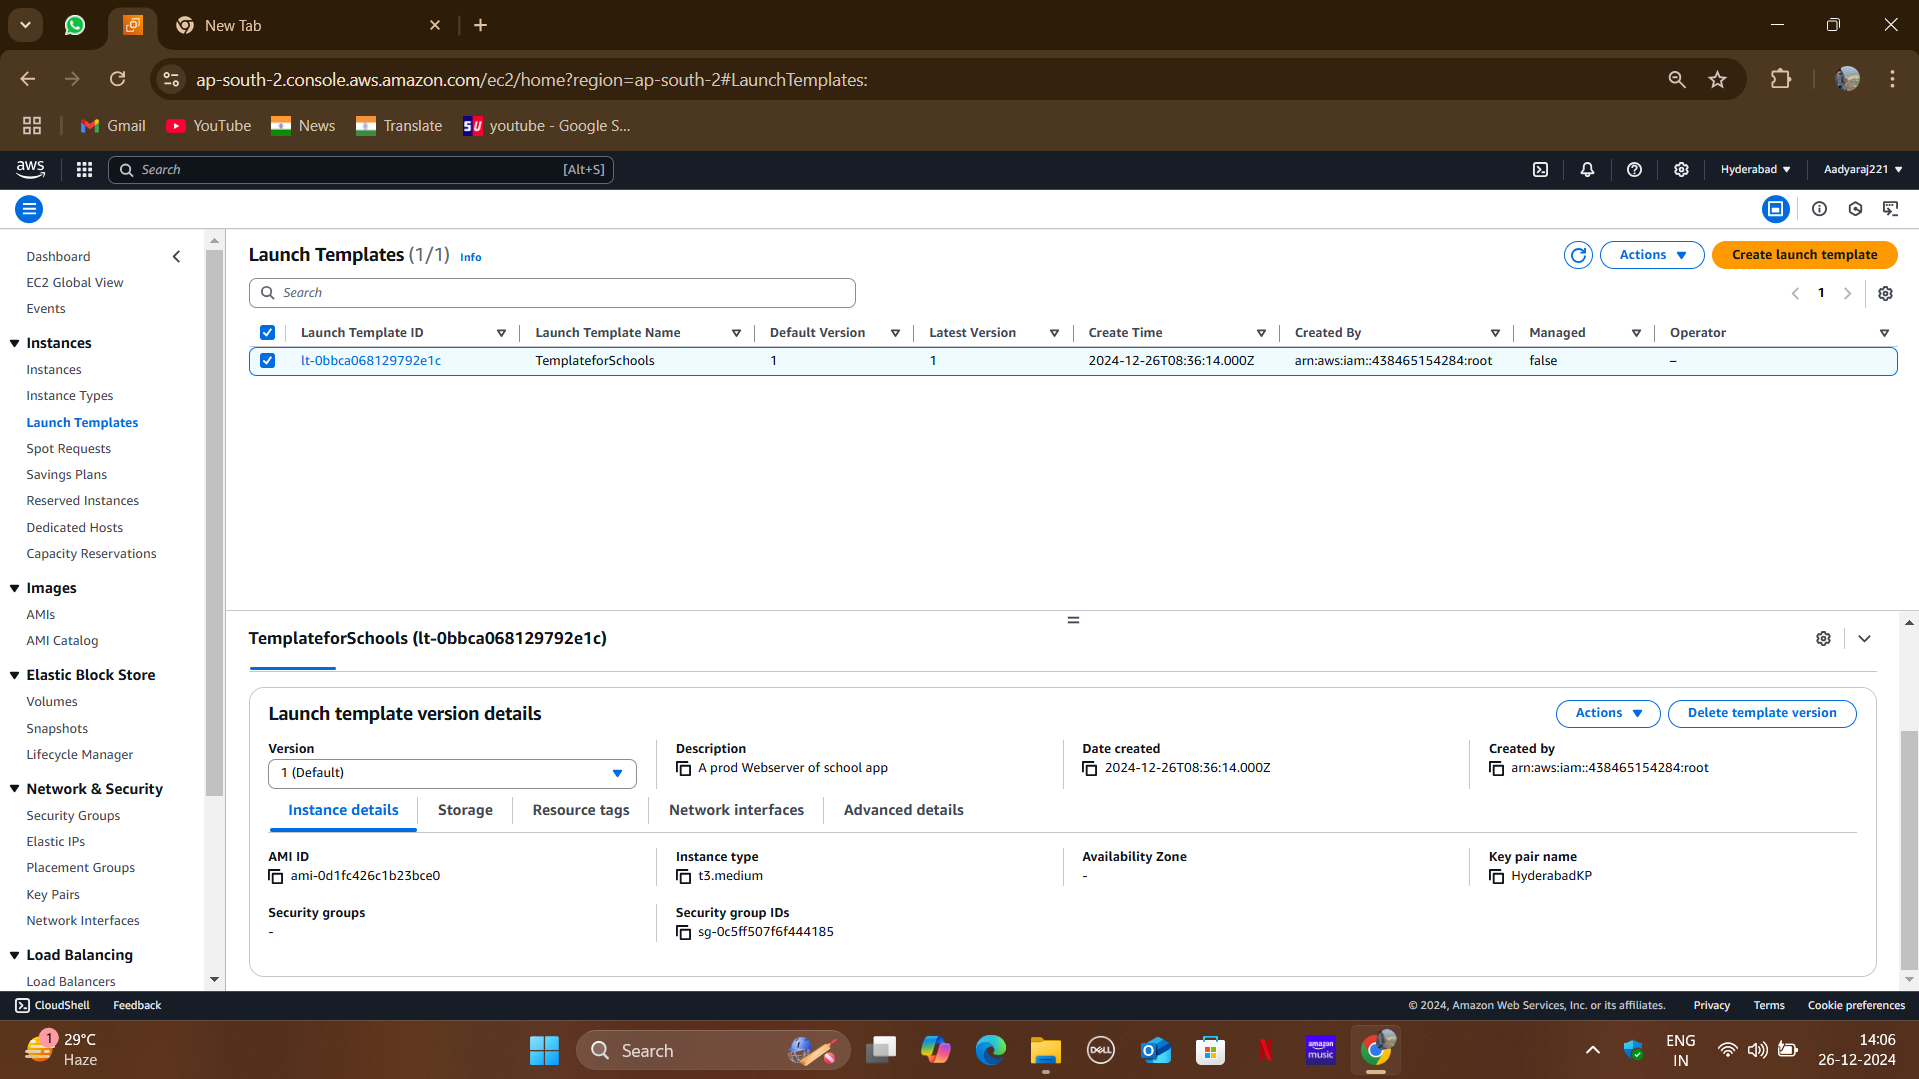 New Tab
ap-south-2.console.aws.amazon.com/ec2/home?region=ap-south-2#LaunchTemplates:
Gmail YouTube News Translate SU youtube - Google S...
aws Search [Alt+S] Hyderabad Aadyaraj221
Dashboard
EC2 Global View
Events
Instances
Instances
Instance Types
Launch Templates
Spot Requests
Savings Plans
Reserved Instances
Dedicated Hosts
Capacity Reservations
Images
AMIs
AMI Catalog
Elastic Block Store
Volumes
Snapshots
Lifecycle Manager
Network & Security
Security Groups
Elastic IPs
Placement Groups
Key Pairs
Network Interfaces
Load Balancing
Load Balancers
Launch Templates (1/1) Info
Actions Create launch template
Search
1
Launch Template ID Launch Template Name Default Version Latest Version Create Time Created By Managed Operator
lt-0bbca068129792e1c TemplateforSchools 1 1 2024-12-26T08:36:14.000Z arn:aws:iam::438465154284:root false –
TemplateforSchools (lt-0bbca068129792e1c)
Launch template version details
Actions Delete template version
Version Description Date created Created by
1 (Default) A prod Webserver of school app 2024-12-26T08:36:14.000Z arn:aws:iam::438465154284:root
Instance details Storage Resource tags Network interfaces Advanced details
AMI ID Instance type Availability Zone Key pair name
ami-0d1fc426c1b23bce0 t3.medium - HyderabadKP
Security groups Security group IDs
- sg-0c5ff507f6f444185
CloudShell Feedback © 2024, Amazon Web Services, Inc. or its affiliates. Privacy Terms Cookie preferences
1
29°C
Haze
Search
DELL
amazon
music
ENG
IN
14:06
26-12-2024